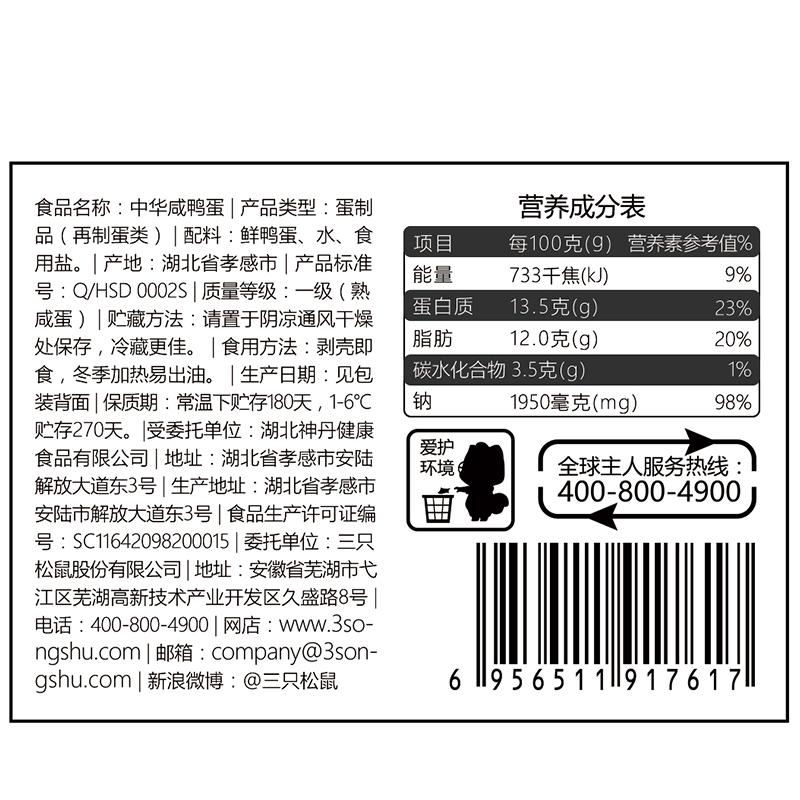 食品名称：中华咸鸭蛋 | 产品类型：蛋制
品（再制蛋类）| 配料：鲜鸭蛋、水、食
用盐。| 产地：湖北省孝感市 | 产品标准
号：Q/HSD 0002S | 质量等级：一级（熟
咸蛋）| 贮藏方法：请置于阴凉通风干燥
处保存，冷藏更佳。 | 食用方法：剥壳即
食，冬季加热易出油。 | 生产日期：见包
装背面 | 保质期：常温下贮存180天，1-6℃
贮存270天。|受委托单位：湖北神丹健康
食品有限公司 | 地址：湖北省孝感市安陆
解放大道东3号 | 生产地址：湖北省孝感市
安陆市解放大道东3号 | 食品生产许可证编
号：SC11642098200015 | 委托单位：三只
松鼠股份有限公司 | 地址：安徽省芜湖市弋
江区芜湖高新技术产业开发区久盛路8号 |
电话：400-800-4900 | 网店：www.3so-
ngshu.com | 邮箱：company@3son-
gshu.com | 新浪微博：@三只松鼠
营养成分表
项目 每100克(g) 营养素参考值%
能量 733千焦(kJ) 9%
蛋白质 13.5克(g) 23%
脂肪 12.0克(g) 20%
碳水化合物 3.5克(g) 1%
钠 1950毫克(mg) 98%
爱护
环境
全球主人服务热线：
400-800-4900
6 956511 917617